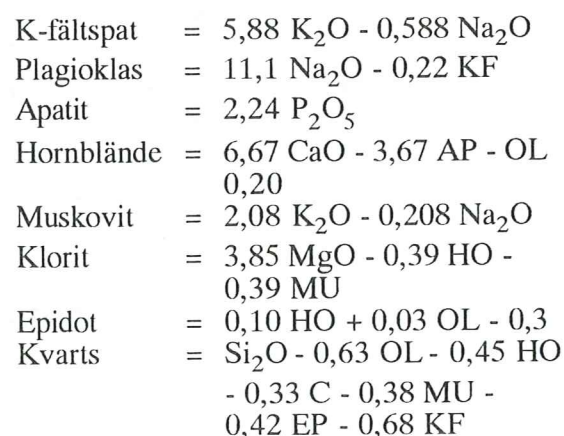 K-fältspat = 5,88 K₂O - 0,588 Na₂O
Plagioklas = 11,1 Na₂O - 0,22 KF
Apatit = 2,24 P₂O₅
Hornblände = 6,67 CaO - 3,67 AP - OL
0,20
Muskovit = 2,08 K₂O - 0,208 Na₂O
Klorit = 3,85 MgO - 0,39 HO -
0,39 MU
Epidot = 0,10 HO + 0,03 OL - 0,3
Kvarts = Si₂O - 0,63 OL - 0,45 HO
- 0,33 C - 0,38 MU -
0,42 EP - 0,68 KF